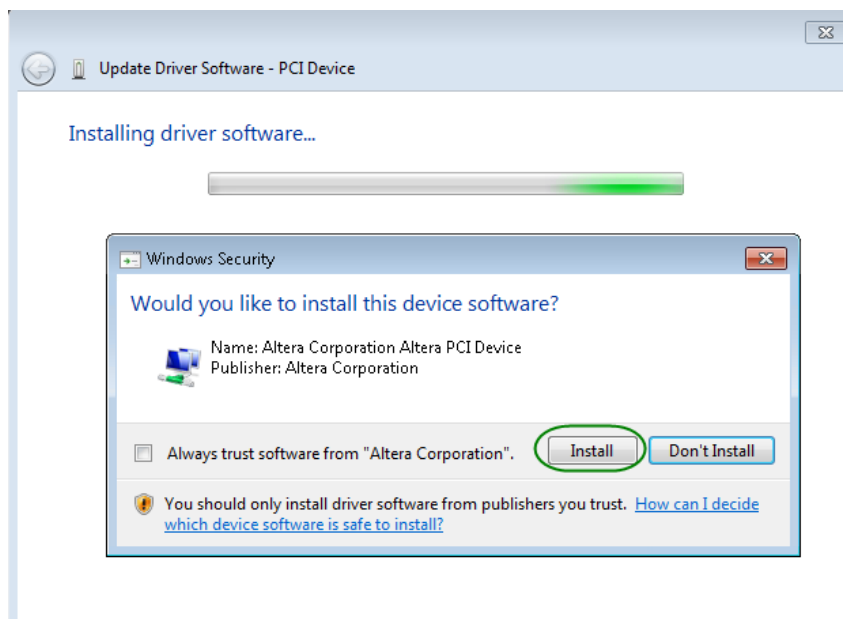 Update Driver Software - PCI Device
Installing driver software...
Windows Security
Would you like to install this device software?
Name: Altera Corporation Altera PCI Device
Publisher: Altera Corporation
Always trust software from "Altera Corporation".
Install
Don't Install
You should only install driver software from publishers you trust. How can I decide
which device software is safe to install?